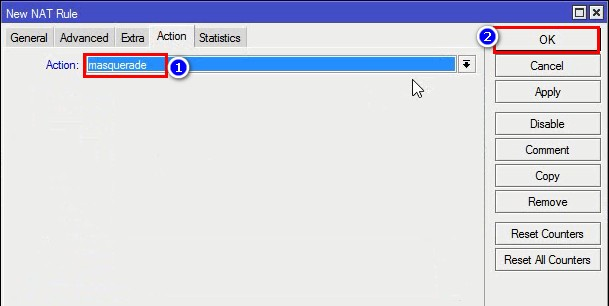 New NAT Rule
General Advanced Extra Action Statistics
Action: masquerade
1
2
OK
Cancel
Apply
Disable
Comment
Copy
Remove
Reset Counters
Reset All Counters